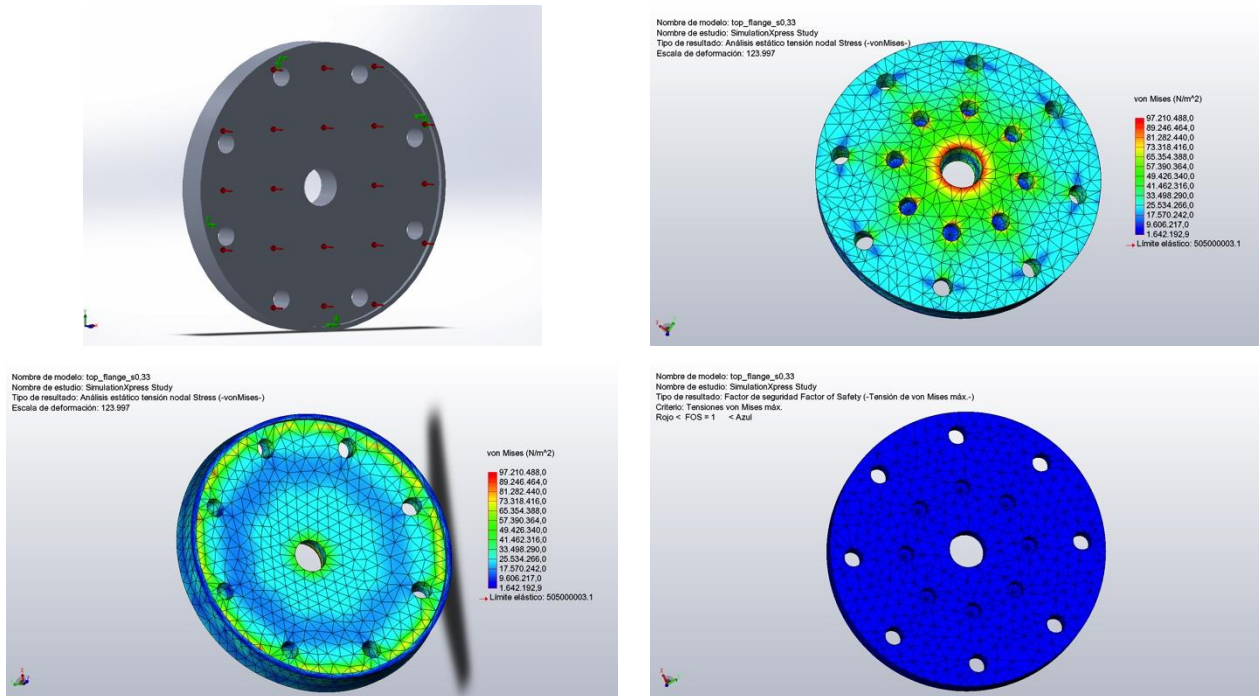 Nombre de modelo: top_flange_s0,33
Nombre de estudio: SimulationXpress Study
Tipo de resultado: Análisis estático tensión nodal Stress (-vonMises-)
Escala de deformación: 123.997
von Mises (N/m^2)
97.210.488,0
89.246.464,0
81.282.440,0
73.318.416,0
65.354.388,0
57.390.364,0
49.426.340,0
41.462.316,0
33.498.290,0
25.534.266,0
17.570.242,0
9.606.217,0
1.642.192,9
Límite elástico: 505000003.1
Nombre de modelo: top_flange_s0,33
Nombre de estudio: SimulationXpress Study
Tipo de resultado: Análisis estático tensión nodal Stress (-vonMises-)
Escala de deformación: 123.997
von Mises (N/m^2)
97.210.488,0
89.246.464,0
81.282.440,0
73.318.416,0
65.354.388,0
57.390.364,0
49.426.340,0
41.462.316,0
33.498.290,0
25.534.266,0
17.570.242,0
9.606.217,0
1.642.192,9
Límite elástico: 505000003.1
Nombre de modelo: top_flange_s0,33
Nombre de estudio: SimulationXpress Study
Tipo de resultado: Factor de seguridad Factor of Safety (-Tensión de von Mises máx.-)
Criterio: Tensiones von Mises máx.
Rojo < FOS = 1 < Azul